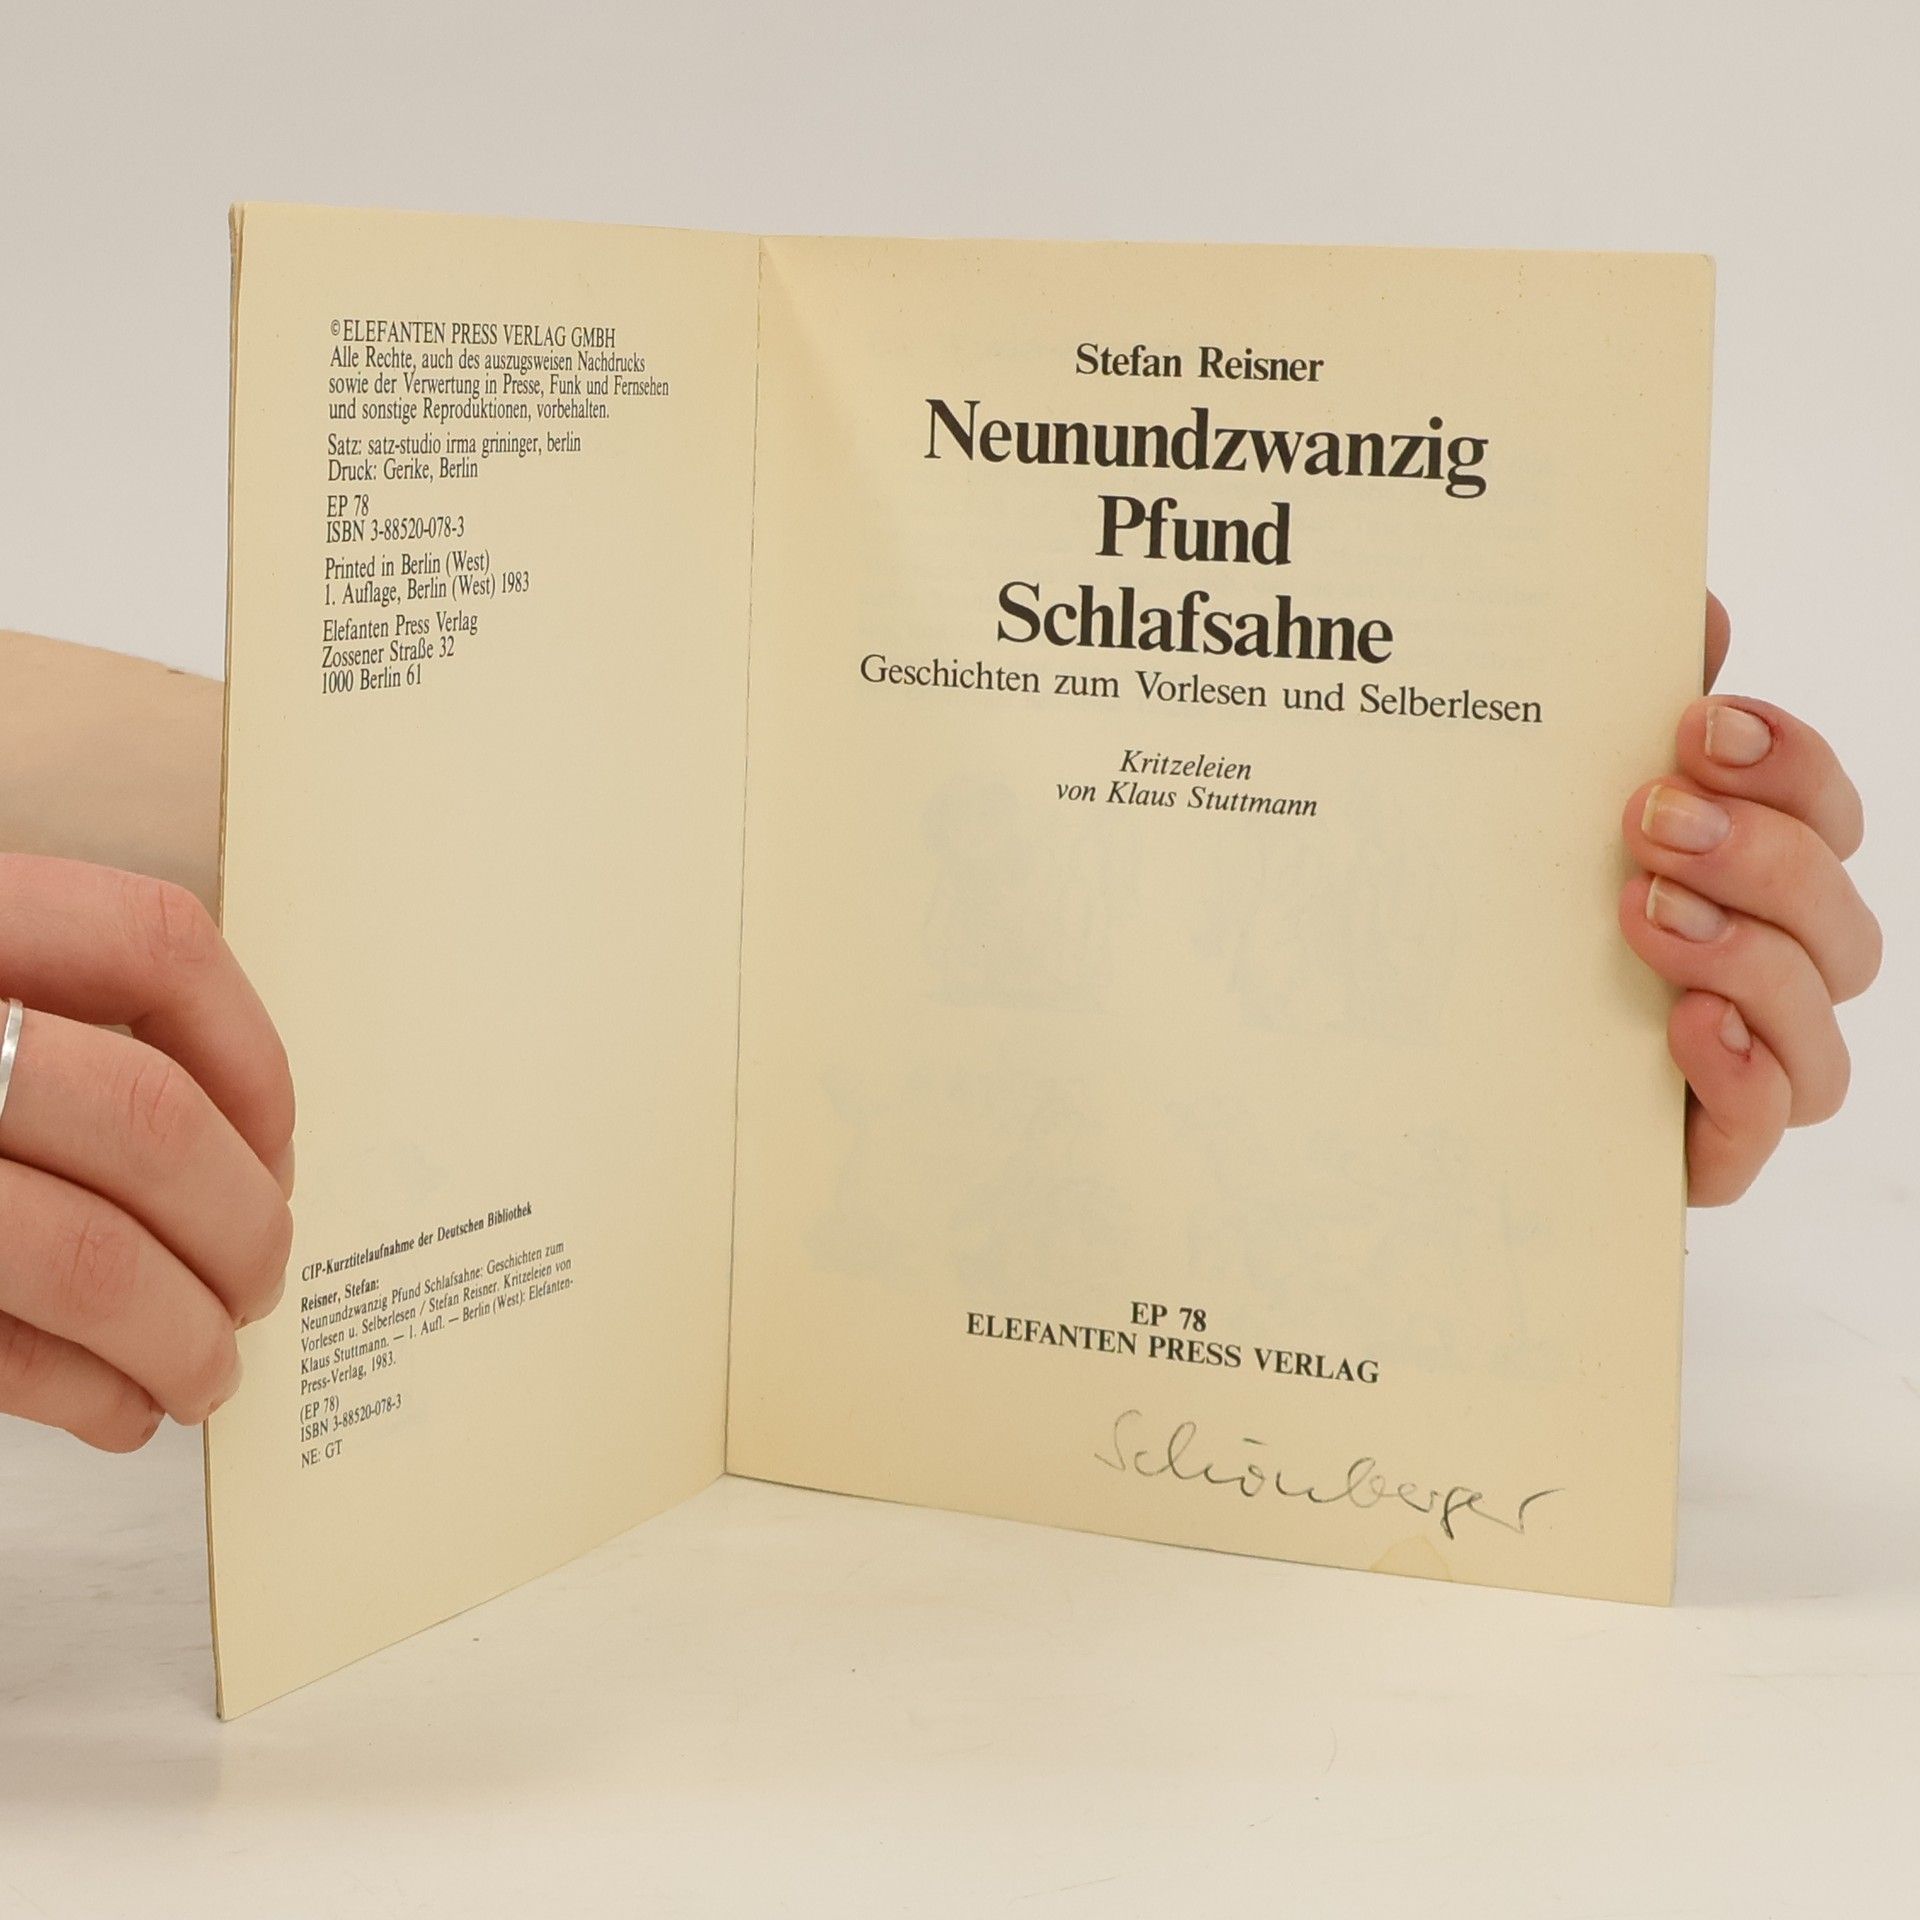 ©ELEFANTEN PRESS VERLAG GMBH
Alle Rechte, auch des auszugsweisen Nachdrucks
sowie der Verwertung in Presse, Funk und Fernsehen
und sonstige Reproduktionen, vorbehalten.
Satz: satz-studio irma grininger, berlin
Druck: Gerike, Berlin
EP 78
ISBN 3-88520-078-3
Printed in Berlin (West)
1. Auflage, Berlin (West) 1983
Elefanten Press Verlag
Zossener Straße 32
1000 Berlin 61
CIP-Kurztitelaufnahme der Deutschen Bibliothek
Reisner, Stefan:
Neunundzwanzig Pfund Schlafsahne: Geschichten zum
Vorlesen u. Selberlesen / Stefan Reisner. Kritzeleien von
Klaus Stuttmann. — 1. Aufl. — Berlin (West): Elefanten-
Press-Verlag, 1983.
(EP 78)
ISBN 3-88520-078-3
NE: GT
Stefan Reisner
Neunundzwanzig
Pfund
Schlafsahne
Geschichten zum Vorlesen und Selberlesen
Kritzeleien
von Klaus Stuttmann
EP 78
ELEFANTEN PRESS VERLAG
Schönberger